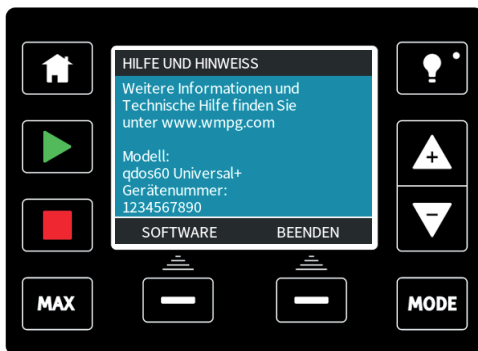 HILFE UND HINWEISS
Weitere Informationen und
Technische Hilfe finden Sie
unter www.wmpg.com
Modell:
qdos60 Universal+
Gerätenummer:
1234567890
SOFTWARE BEENDEN
+
-
MAX
MODE